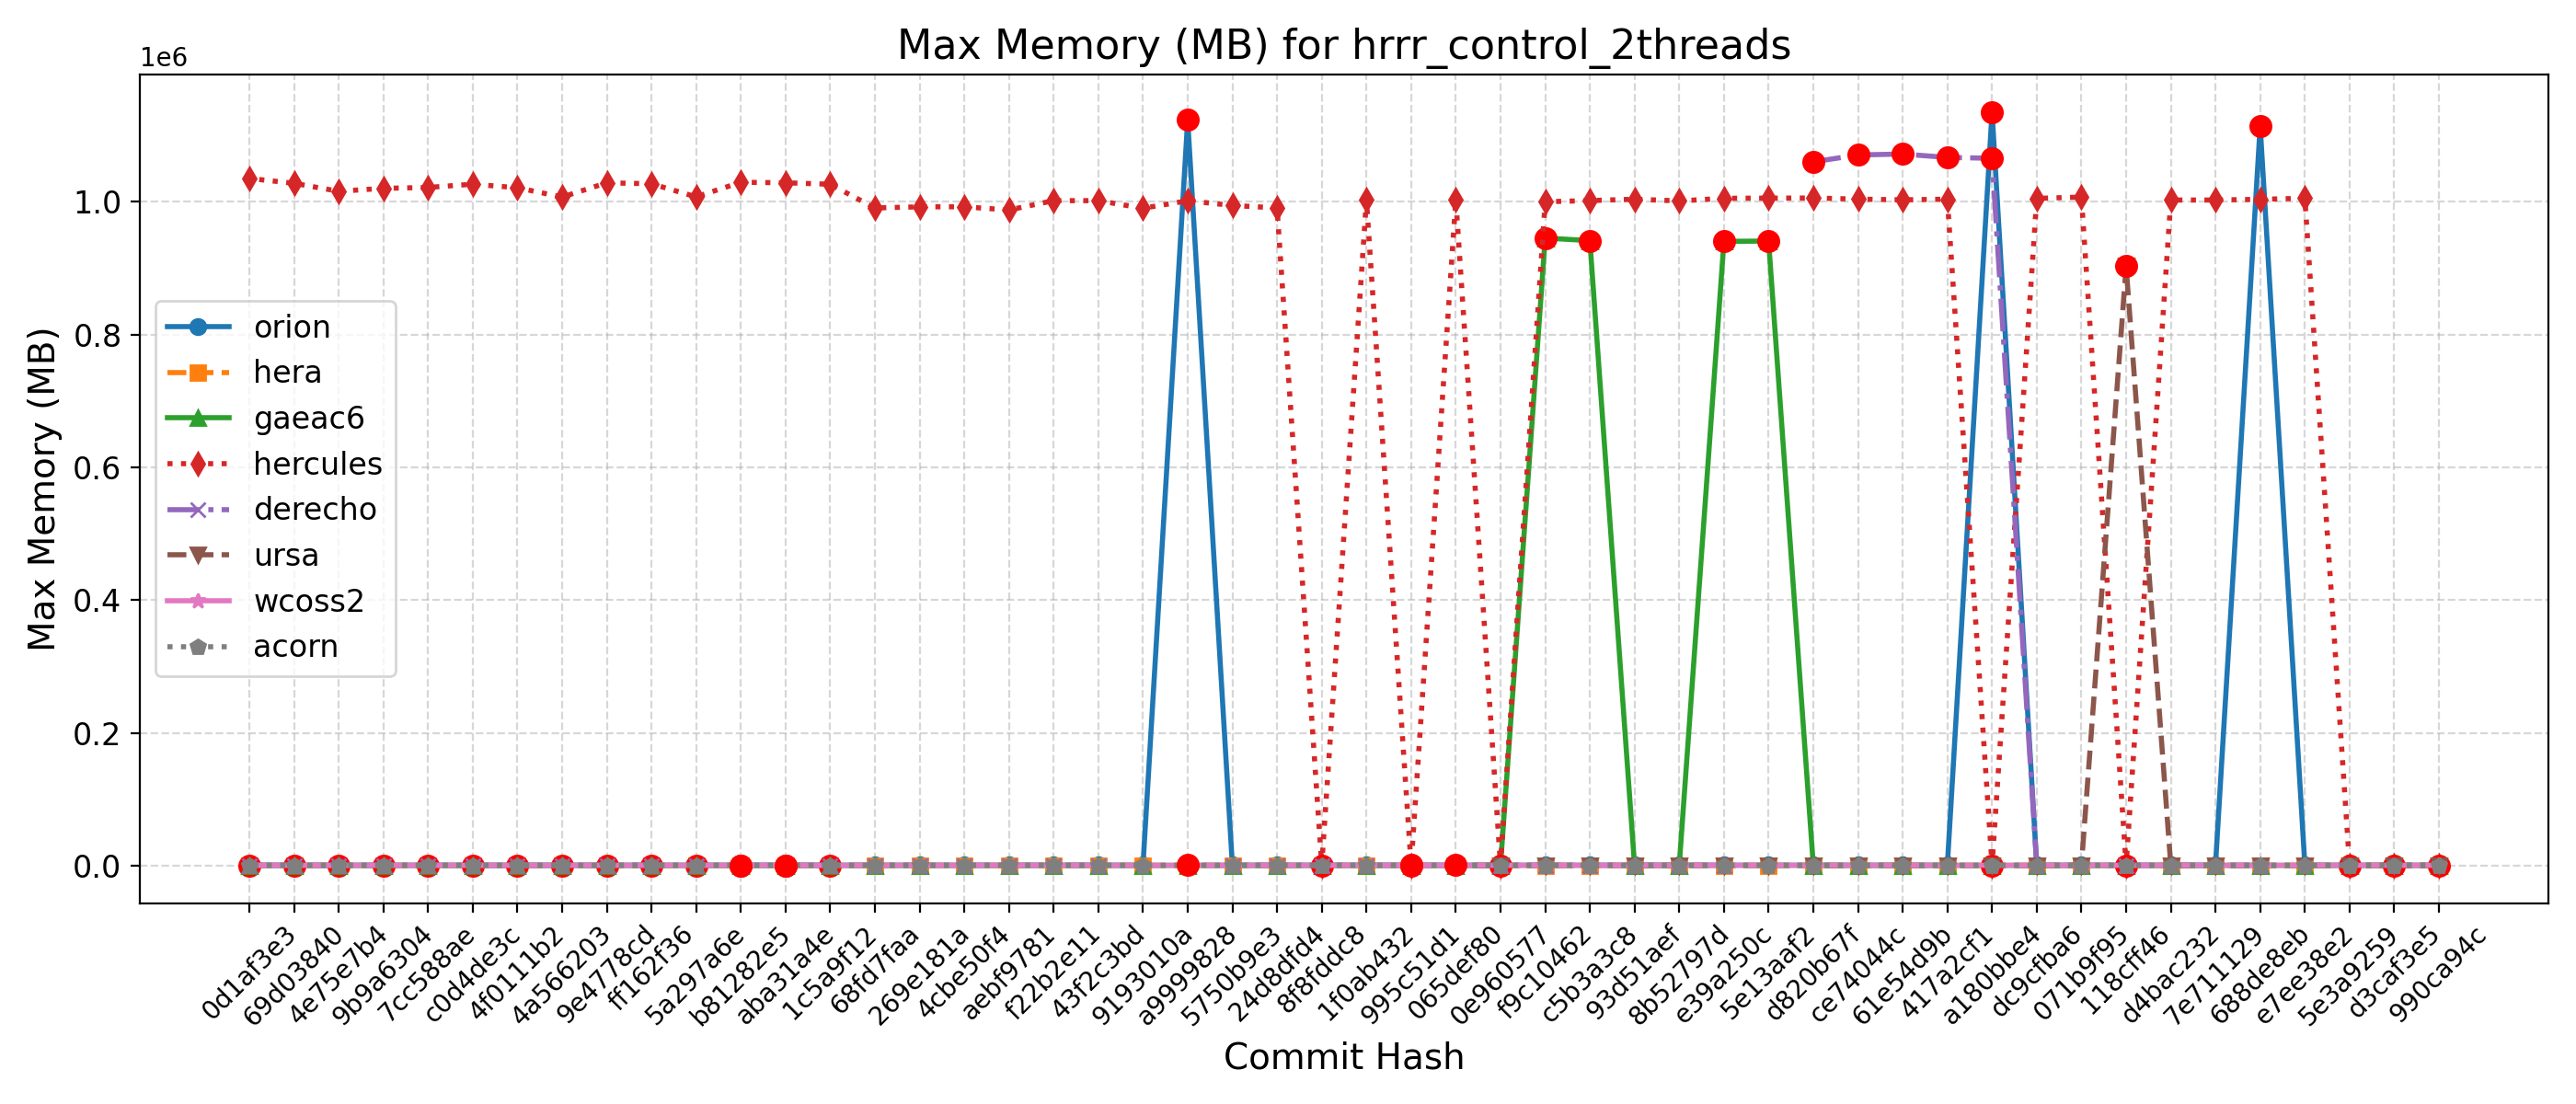 Max Memory (MB) for hrrr_control_2threads
1e6
Max Memory (MB)
1.0
0.8
0.6
0.4
0.2
0.0
orion
hera
gaeac6
hercules
derecho
ursa
wcoss2
acorn
0d1af3e3
69d03840
4e75e7b4
9b9a6304
7cc588ae
c0d4de3c
4f0111b2
4a566203
9e4778cd
ff162f36
5a297a6e
b81282e5
aba31a4e
1c5a9f12
68fd7faa
269e181a
4cbe50f4
aebf9781
f22b2e11
43f2c3bd
9193010a
a9999828
5750b9e3
24d8dfd4
8f8fddc8
1f0ab432
995c51d1
065def80
0e960577
f9c10462
c5b3a3c8
93d51aef
8b52797d
e39a250c
5e13aaf2
d820b67f
ce74044c
61e54d9b
417a2cf1
a180bbe4
dc9cfba6
071b9f95
118cff46
d4bac232
7e711129
688de8eb
e7ee38e2
5e3a9259
d3caf3e5
990ca94c
Commit Hash